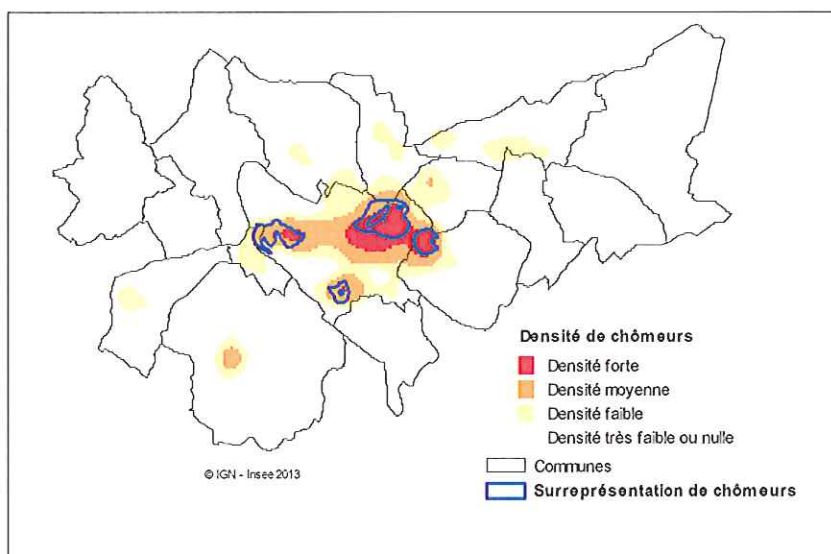 Densité de chômeurs
Densité forte
Densité moyenne
Densité faible
Densité très faible ou nulle
© IGN - Insee 2013
Communes
Surreprésentation de chômeurs